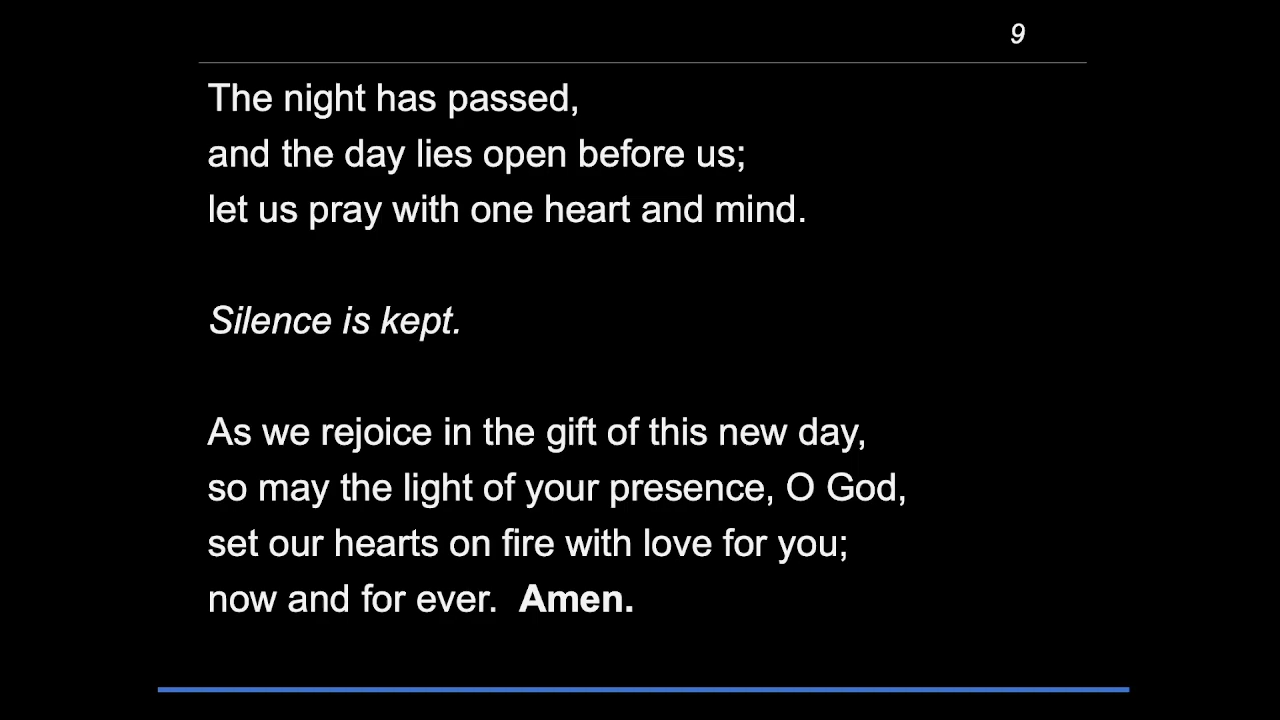 9
The night has passed,
and the day lies open before us;
let us pray with one heart and mind.
Silence is kept.
As we rejoice in the gift of this new day,
so may the light of your presence, O God,
set our hearts on fire with love for you;
now and for ever.  Amen.